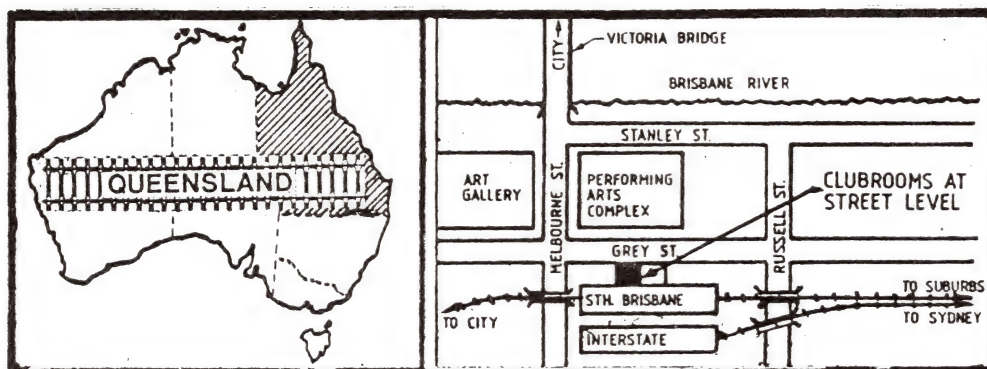 QUEENSLAND
CITY
VICTORIA BRIDGE
BRISBANE RIVER
STANLEY ST.
ART
GALLERY
MELBOURNE ST.
PERFORMING
ARTS
COMPLEX
RUSSELL ST.
CLUBROOMS AT
STREET LEVEL
GREY ST.
TO CITY
STH. BRISBANE
INTERSTATE
TO SUBURBS
TO SYDNEY